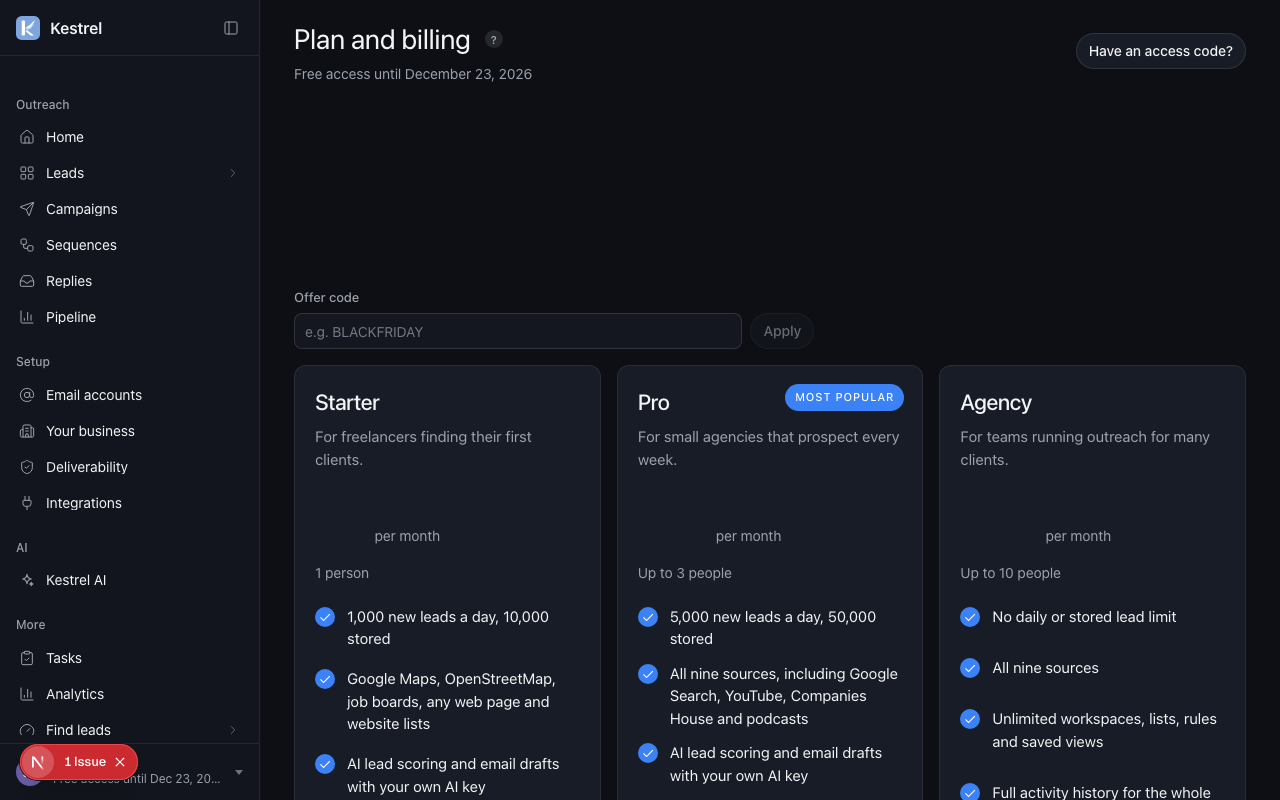 Kestrel
Outreach
Home
Leads
Campaigns
Sequences
Replies
Pipeline
Setup
Email accounts
Your business
Deliverability
Integrations
AI
Kestrel AI
More
Tasks
Analytics
Find leads
N
1 Issue
Free access until Dec 23, 20...
Plan and billing
?
Free access until December 23, 2026
Have an access code?
Offer code
e.g. BLACKFRIDAY
Apply
Starter
For freelancers finding their first
clients.
per month
1 person
1,000 new leads a day, 10,000
stored
Google Maps, OpenStreetMap,
job boards, any web page and
website lists
AI lead scoring and email drafts
with your own AI key
Pro
MOST POPULAR
For small agencies that prospect every
week.
per month
Up to 3 people
5,000 new leads a day, 50,000
stored
All nine sources, including Google
Search, YouTube, Companies
House and podcasts
AI lead scoring and email drafts
with your own AI key
Agency
For teams running outreach for many
clients.
per month
Up to 10 people
No daily or stored lead limit
All nine sources
Unlimited workspaces, lists, rules
and saved views
Full activity history for the whole